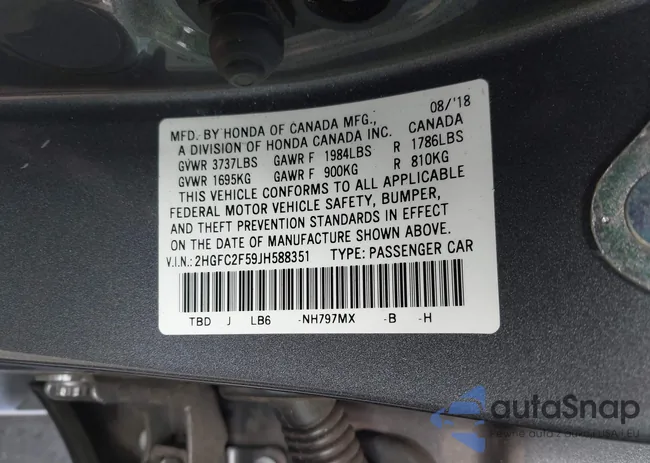 08/'18
MFD. BY HONDA OF CANADA MFG.,
A DIVISION OF HONDA CANADA INC. CANADA
GVWR 3737LBS GAWR F 1984LBS R 1786LBS
GVWR 1695KG GAWR F 900KG R 810KG
THIS VEHICLE CONFORMS TO ALL APPLICABLE
FEDERAL MOTOR VEHICLE SAFETY, BUMPER,
AND THEFT PREVENTION STANDARDS IN EFFECT
ON THE DATE OF MANUFACTURE SHOWN ABOVE.
V.I.N.: 2HGFC2F59JH588351 TYPE: PASSENGER CAR
TBD J LB6 -NH797MX -B -H
autoSnap